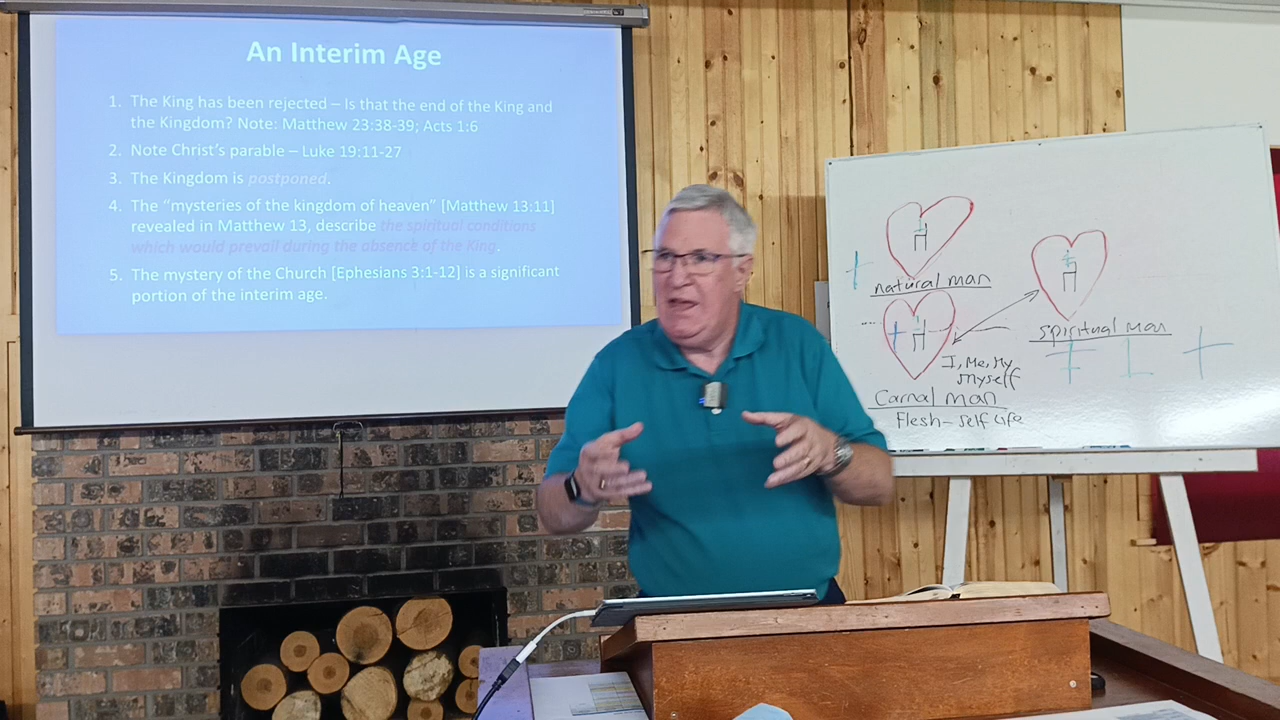 An Interim Age
1. The King has been rejected – Is that the end of the King and
the Kingdom? Note: Matthew 23:38-39; Acts 1:6
2. Note Christ's parable – Luke 19:11-27
3. The Kingdom is postponed.
4. The “mysteries of the kingdom of heaven” [Matthew 13:11]
revealed in Matthew 13, describe the spiritual conditions
which would prevail during the absence of the King.
5. The mystery of the Church [Ephesians 3:1-12] is a significant
portion of the interim age.
natural man
spiritual man
I, Me, My
myself
Carnal man
Flesh - self life